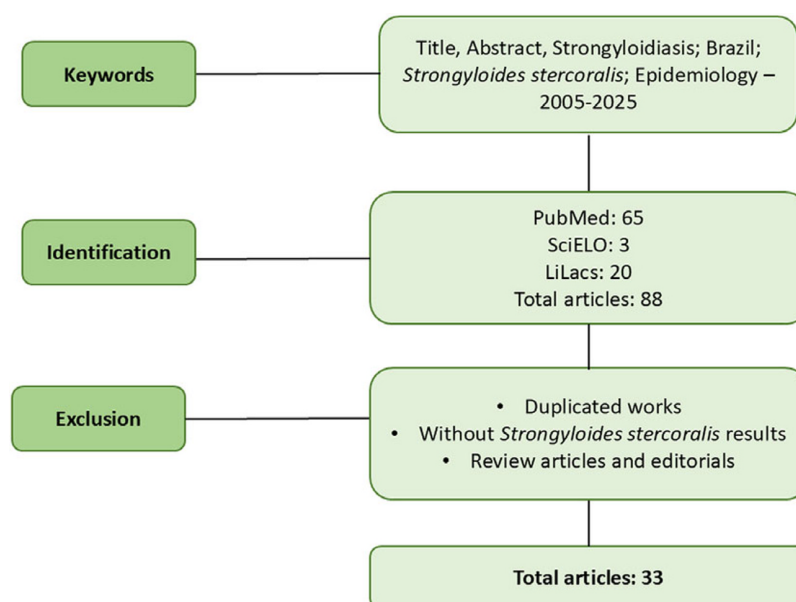 Keywords
Title, Abstract, Strongyloidiasis; Brazil;
Strongyloides stercoralis; Epidemiology –
2005-2025
Identification
PubMed: 65
SciELO: 3
LiLacs: 20
Total articles: 88
Exclusion
• Duplicated works
• Without Strongyloides stercoralis results
• Review articles and editorials
Total articles: 33